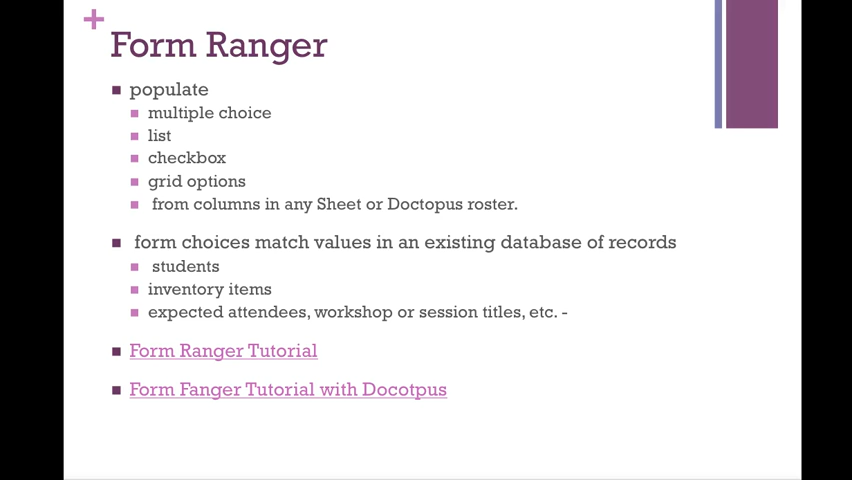 +
Form Ranger
populate
multiple choice
list
checkbox
grid options
from columns in any Sheet or Doctopus roster.
form choices match values in an existing database of records
students
inventory items
expected attendees, workshop or session titles, etc. -
Form Ranger Tutorial
Form Fanger Tutorial with Docotpus